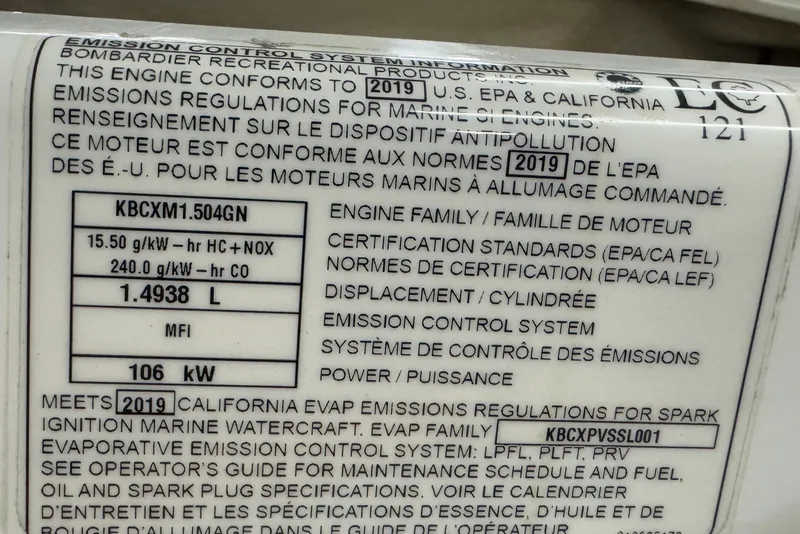 EMISSION CONTROL SYSTEM INFORMATION
BOMBARDIER RECREATIONAL PRODUCTS INC.
THIS ENGINE CONFORMS TO 2019 U.S. EPA & CALIFORNIA
EMISSIONS REGULATIONS FOR MARINE SI ENGINES.
RENSEIGNEMENT SUR LE DISPOSITIF ANTIPOLLUTION
CE MOTEUR EST CONFORME AUX NORMES 2019 DE L'EPA
DES É.-U. POUR LES MOTEURS MARINS À ALLUMAGE COMMANDÉ.
EC
121
KBCXM1.504GN
ENGINE FAMILY / FAMILLE DE MOTEUR
15.50 g/kW – hr HC + NOX
240.0 g/kW – hr CO
CERTIFICATION STANDARDS (EPA/CA FEL)
NORMES DE CERTIFICATION (EPA/CA LEF)
1.4938 L
DISPLACEMENT / CYLINDRÉE
MFI
EMISSION CONTROL SYSTEM
SYSTÈME DE CONTRÔLE DES ÉMISSIONS
106 kW
POWER / PUISSANCE
MEETS 2019 CALIFORNIA EVAP EMISSIONS REGULATIONS FOR SPARK
IGNITION MARINE WATERCRAFT. EVAP FAMILY KBCXPVSSL001
EVAPORATIVE EMISSION CONTROL SYSTEM: LPFL, PLFT, PRV
SEE OPERATOR'S GUIDE FOR MAINTENANCE SCHEDULE AND FUEL,
OIL AND SPARK PLUG SPECIFICATIONS. VOIR LE CALENDRIER
D'ENTRETIEN ET LES SPÉCIFICATIONS D'ESSENCE, D'HUILE ET DE
BOUGIE D'ALLUMAGE DANS LE GUIDE DE L'OPÉRATEUR